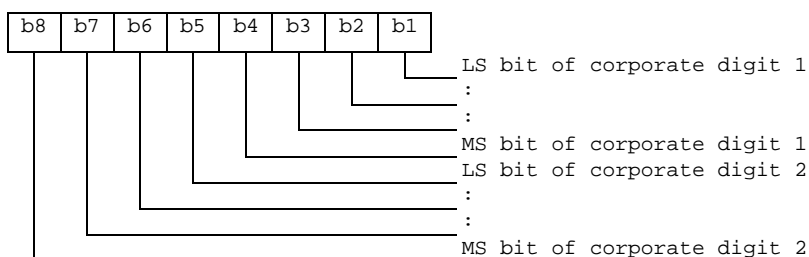 b8 b7 b6 b5 b4 b3 b2 b1
LS bit of corporate digit 1
:
:
MS bit of corporate digit 1
LS bit of corporate digit 2
:
:
MS bit of corporate digit 2